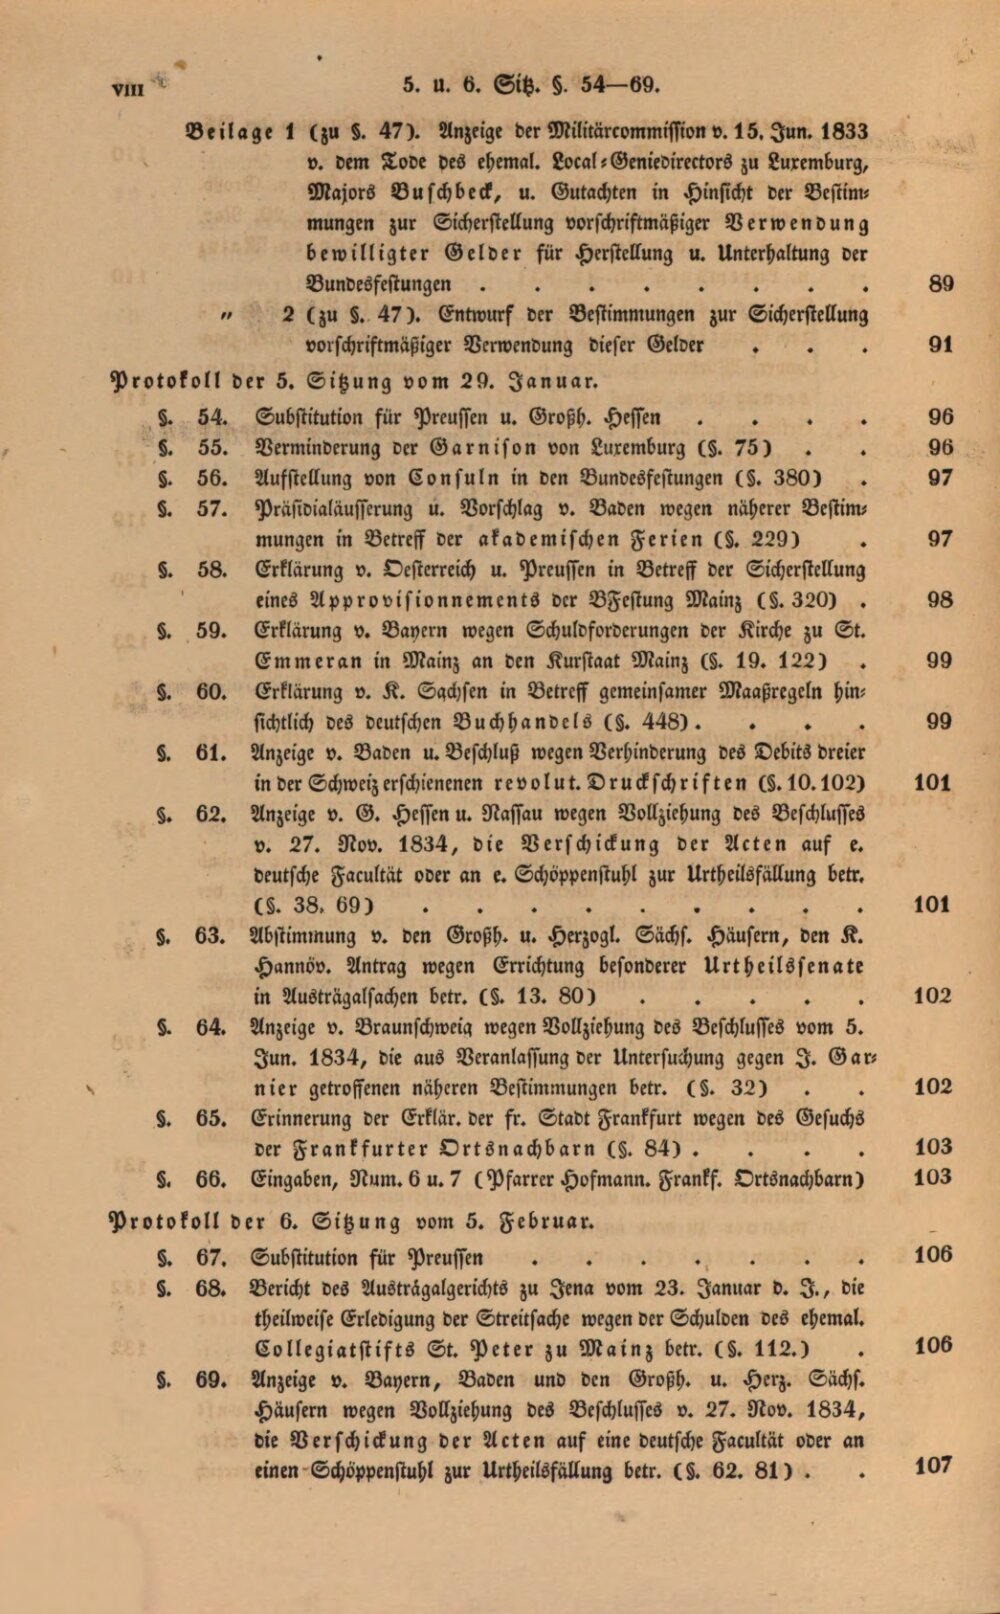 VIII 5. u. 6. Sitz. §. 54—69.
Beilage 1 (zu §. 47). Anzeige der Militärcommission v. 15. Jun. 1833
v. dem Tode des ehemal. Local-Geniedirectors zu Luxemburg,
Majors Buschbeck, u. Gutachten in Hinsicht der Bestim-
mungen zur Sicherstellung vorschriftmäßiger Verwendung
bewilligter Gelder für Herstellung u. Unterhaltung der
Bundesfestungen . . . . . . . . 89
„ 2 (zu §. 47). Entwurf der Bestimmungen zur Sicherstellung
vorschriftmäßiger Verwendung dieser Gelder . . . 91
Protokoll der 5. Sitzung vom 29. Januar.
§. 54. Substitution für Preussen u. Großh. Hessen . . . . 96
§. 55. Verminderung der Garnison von Luxemburg (§. 75) . . 96
§. 56. Aufstellung von Consuln in den Bundesfestungen (§. 380) . 97
§. 57. Präsidialäusserung u. Vorschlag v. Baden wegen näherer Bestim-
mungen in Betreff der akademischen Ferien (§. 229) . 97
§. 58. Erklärung v. Oesterreich u. Preussen in Betreff der Sicherstellung
eines Approvisionnements der BFestung Mainz (§. 320) . 98
§. 59. Erklärung v. Bayern wegen Schuldforderungen der Kirche zu St.
Emmeran in Mainz an den Kurstaat Mainz (§. 19. 122) . 99
§. 60. Erklärung v. K. Sachsen in Betreff gemeinsamer Maaßregeln hin-
sichtlich des deutschen Buchhandels (§. 448) . . . . 99
§. 61. Anzeige v. Baden u. Beschluß wegen Verhinderung des Debits dreier
in der Schweiz erschienenen revolut. Druckschriften (§. 10. 102) 101
§. 62. Anzeige v. G. Hessen u. Nassau wegen Vollziehung des Beschlusses
v. 27. Nov. 1834, die Verschickung der Acten auf e.
deutsche Facultät oder an e. Schöppenstuhl zur Urtheilsfällung betr.
(§. 38. 69) . . . . . . . . . 101
§. 63. Abstimmung v. den Großh. u. Herzogl. Sächs. Häusern, den K.
Hannöv. Antrag wegen Errichtung besonderer Urtheilssenate
in Austrägalsachen betr. (§. 13. 80) . . . . . 102
§. 64. Anzeige v. Braunschweig wegen Vollziehung des Beschlusses vom 5.
Jun. 1834, die aus Veranlassung der Untersuchung gegen J. Gar-
nier getroffenen näheren Bestimmungen betr. (§. 32) . . 102
§. 65. Erinnerung der Erklär. der fr. Stadt Frankfurt wegen des Gesuchs
der Frankfurter Ortsnachbarn (§. 84) . . . . 103
§. 66. Eingaben, Num. 6 u. 7 (Pfarrer Hofmann. Frankf. Ortsnachbarn) 103
Protokoll der 6. Sitzung vom 5. Februar.
§. 67. Substitution für Preussen . . . . . . . 106
§. 68. Bericht des Austrägalgerichts zu Jena vom 23. Januar d. J., die
theilweise Erledigung der Streitsache wegen der Schulden des ehemal.
Collegiatstifts St. Peter zu Mainz betr. (§. 112.) . 106
§. 69. Anzeige v. Bayern, Baden und den Großh. u. Herz. Sächs.
Häusern wegen Vollziehung des Beschlusses v. 27. Nov. 1834,
die Verschickung der Acten auf eine deutsche Facultät oder an
einen Schöppenstuhl zur Urtheilsfällung betr. (§. 62. 81) . . 107